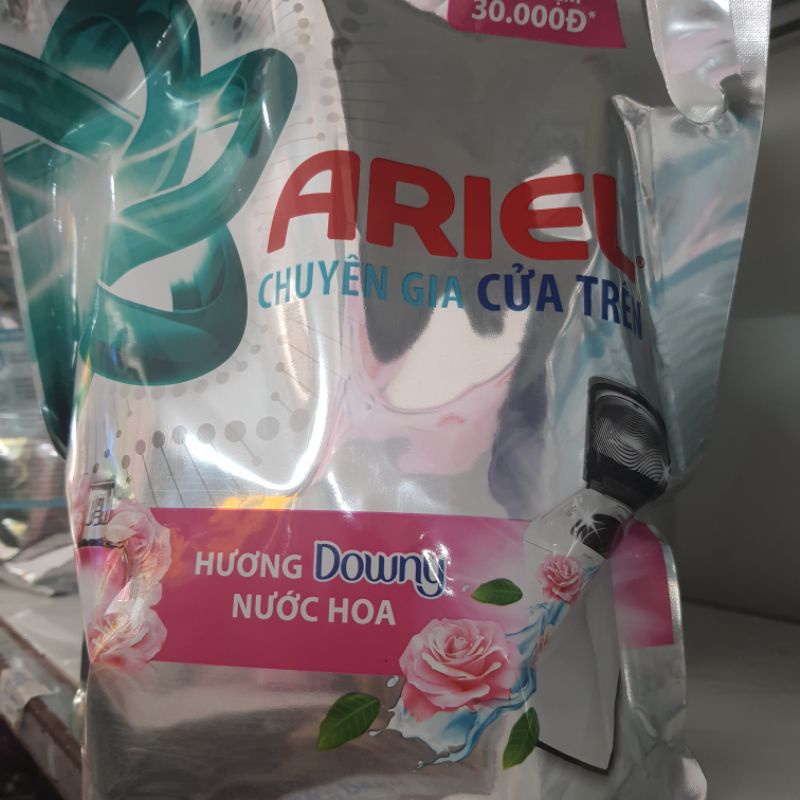 30.000Đ*
ARIEL
CHUYÊN GIA CỬA TRÊN
HƯƠNG Downy
NƯỚC HOA